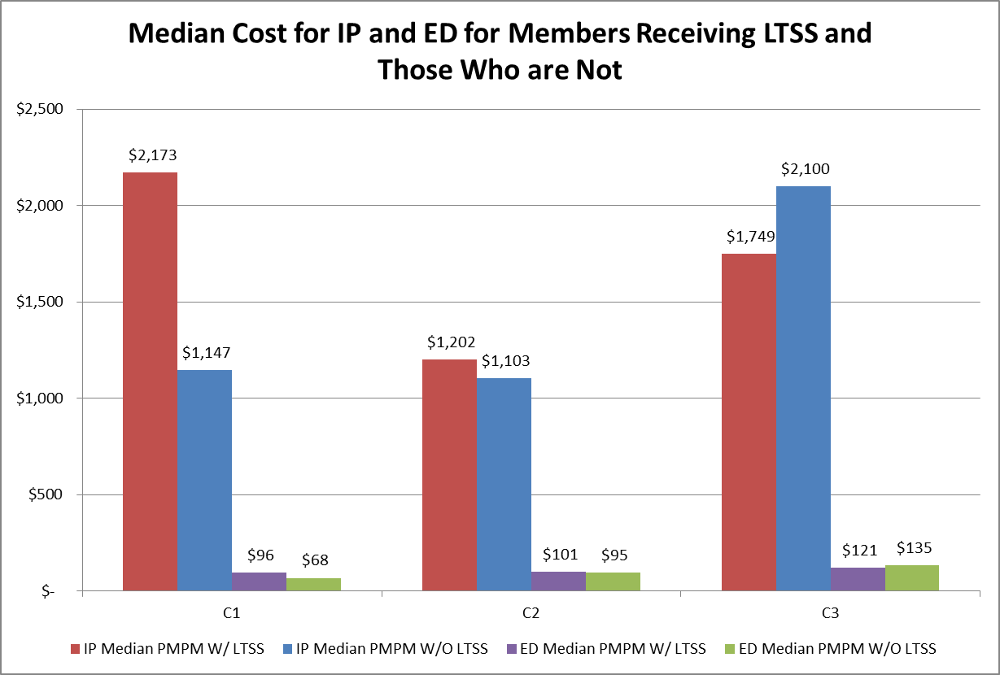 Median Cost for IP and ED for Members Receiving LTSS and
Those Who are Not
$2,500
$2,000
$1,500
$1,000
$500
$-
$2,173
$1,147
$96
$68
$1,202
$1,103
$101
$95
$1,749
$2,100
$121
$135
C1
C2
C3
IP Median PMPM W/ LTSS
IP Median PMPM W/O LTSS
ED Median PMPM W/ LTSS
ED Median PMPM W/O LTSS